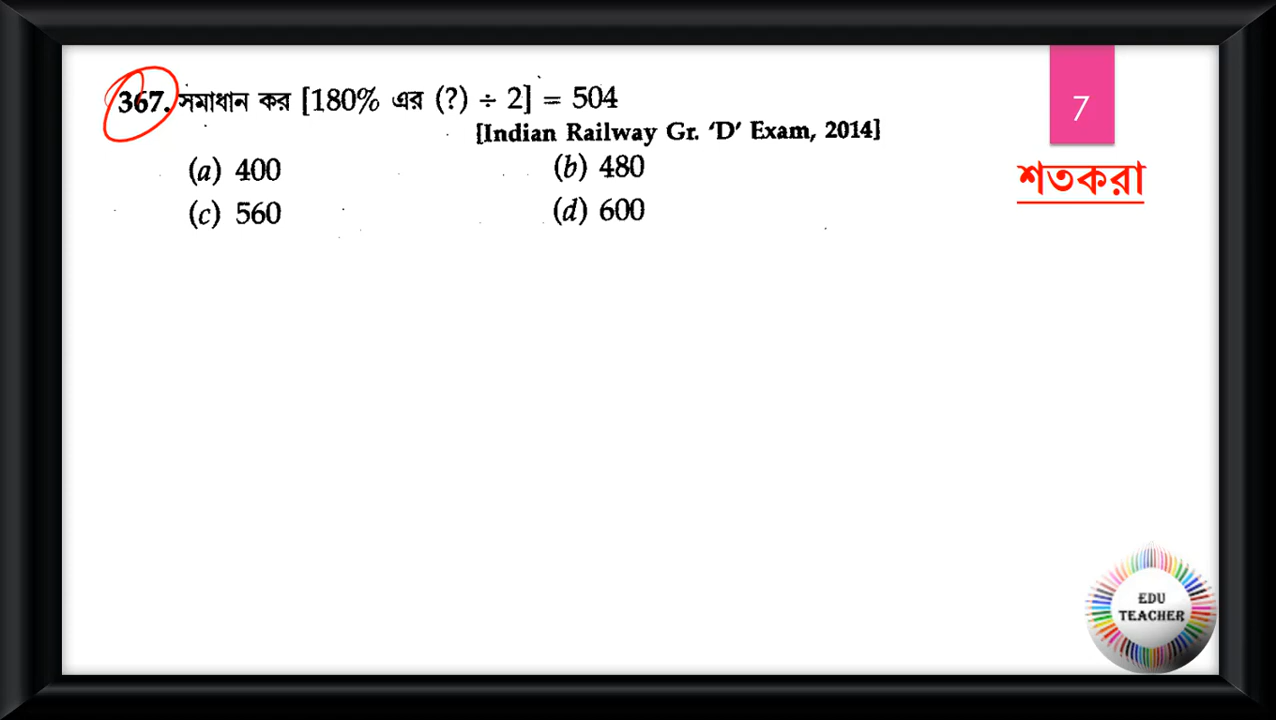 367. সমাধান কর [180% এর (?) ÷ 2] = 504
[Indian Railway Gr. ‘D’ Exam, 2014]
(a) 400 (b) 480
(c) 560 (d) 600
7
শতকরা
EDU
TEACHER